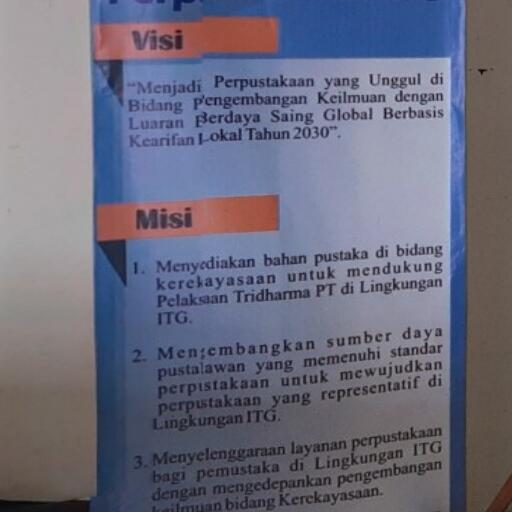 Visi
“Menjadi Perpustakaan yang Unggul di
Bidang Pengembangan Keilmuan dengan
Luaran Berdaya Saing Global Berbasis
Kearifan Lokal Tahun 2030”.
Misi
1. Menyediakan bahan pustaka di bidang
kerekayasaan untuk mendukung
Pelaksaan Tridharma PT di Lingkungan
ITG.
2. Mengembangkan sumber daya
pustakawan yang memenuhi standar
perpustakaan untuk mewujudkan
perpustakaan yang representatif di
Lingkungan ITG.
3. Menyelenggaraan layanan perpustakaan
bagi pemustaka di Lingkungan ITG
dengan mengedepankan pengembangan
keilmuan bidang Kerekayasaan.